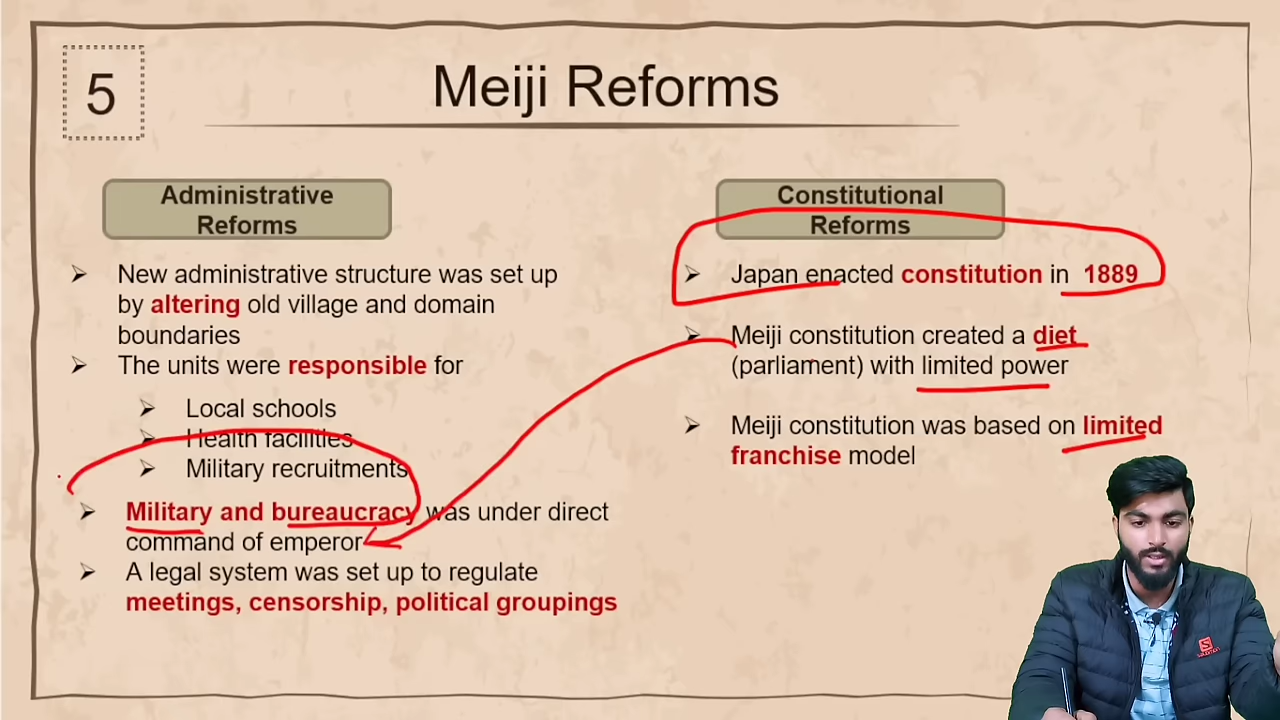 5
Meiji Reforms
Administrative
Reforms
New administrative structure was set up
by altering old village and domain
boundaries
The units were responsible for
Local schools
Health facilities
Military recruitments
Military and bureaucracy was under direct
command of emperor
A legal system was set up to regulate
meetings, censorship, political groupings
Constitutional
Reforms
Japan enacted constitution in 1889
Meiji constitution created a diet
(parliament) with limited power
Meiji constitution was based on limited
franchise model